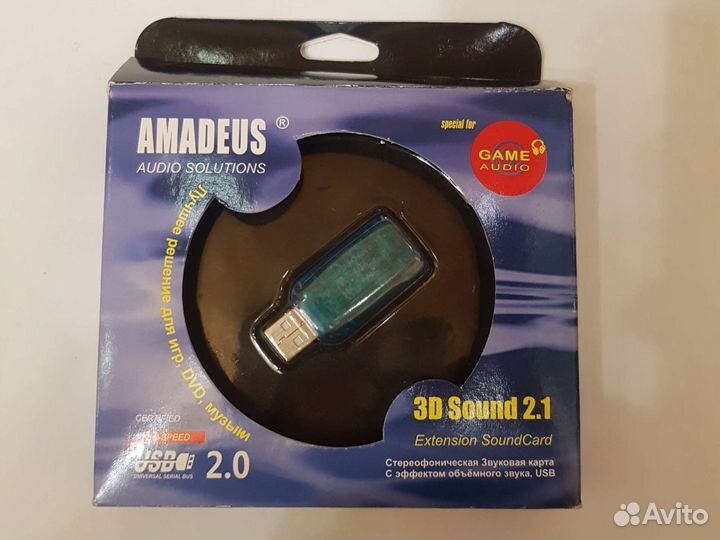 AMADEUS ®
AUDIO SOLUTIONS
special for
GAME
AUDIO
Лучшее решение для игр, DVD, музыки
3D Sound 2.1
Extension SoundCard
Стереофоническая Звуковая карта
С эффектом объёмного звука, USB
CERTIFIED
SPEED
USB 2.0
UNIVERSAL SERIAL BUS
Avito